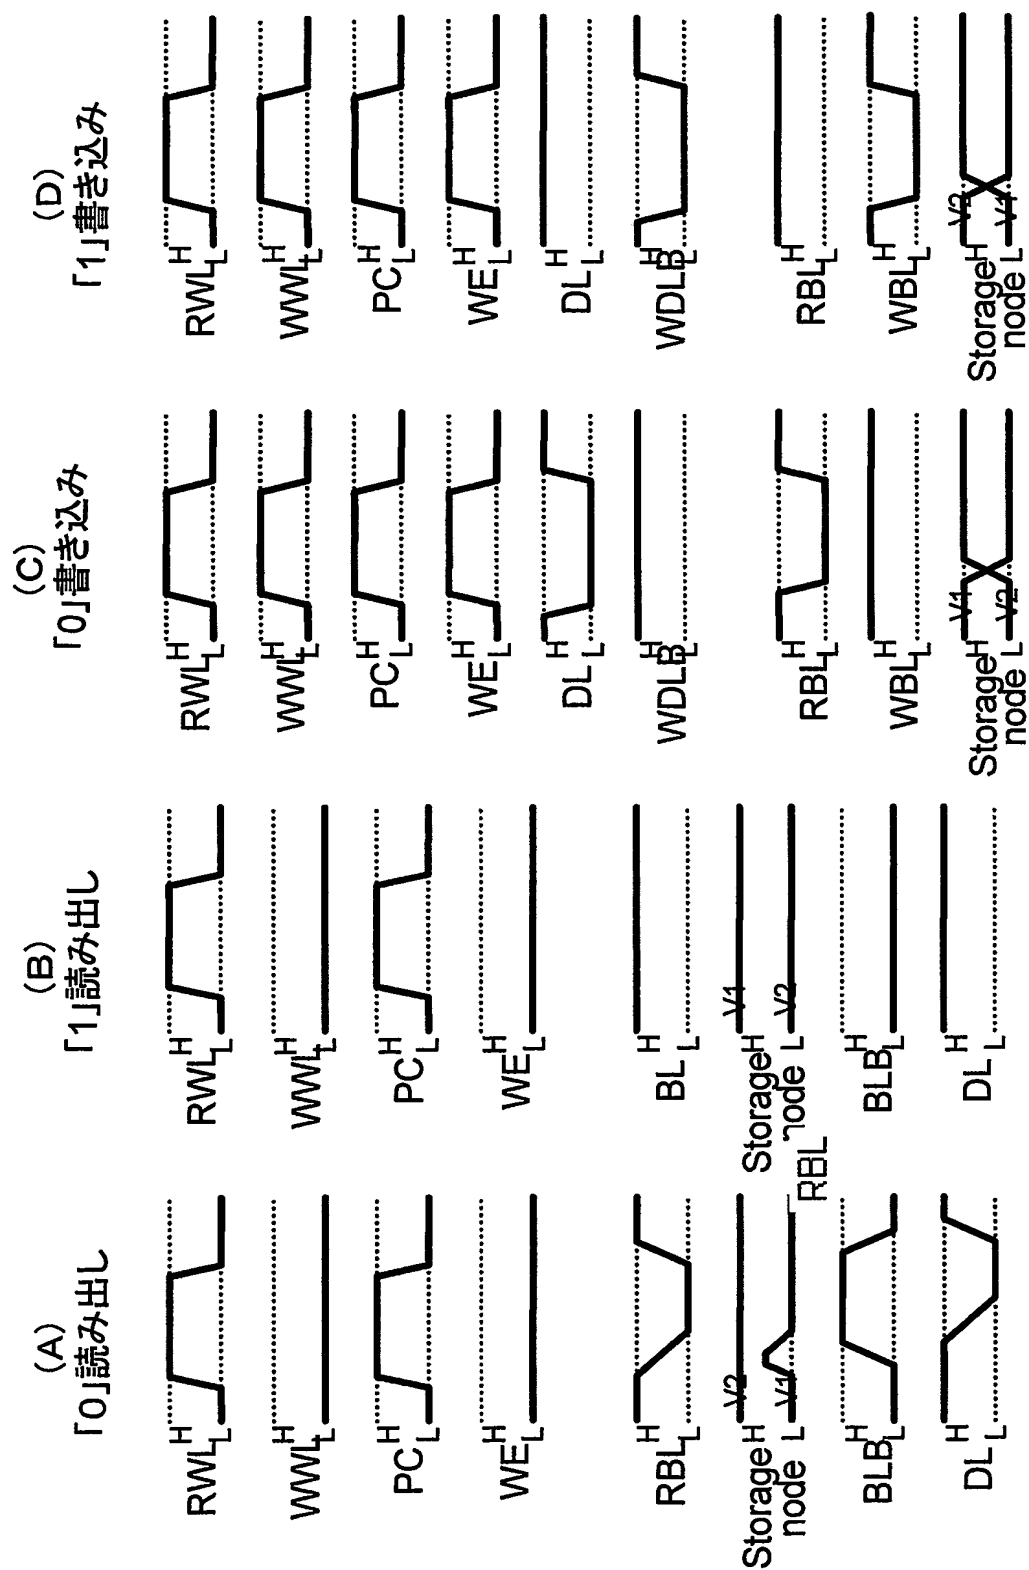 (A)
「0」読み出し
RWL H L
WWL H L
PC H L
WE H L
RBL H L
Storage node H L
V2
V1
BLB H L
DL H L
(B)
「1」読み出し
RWL H L
WWL H L
PC H L
WE H L
BL H L
RBL
Storage node H L
V1
V2
BLB H L
DL H L
(C)
「0」書き込み
RWL H L
WWL H L
PC H L
WE H L
DL H L
WDLB H L
RBL H L
WBL H L
Storage node H L
V1
V2
(D)
「1」書き込み
RWL H L
WWL H L
PC H L
WE H L
DL H L
WDLB H L
RBL H L
WBL H L
Storage node H L
V2
V1